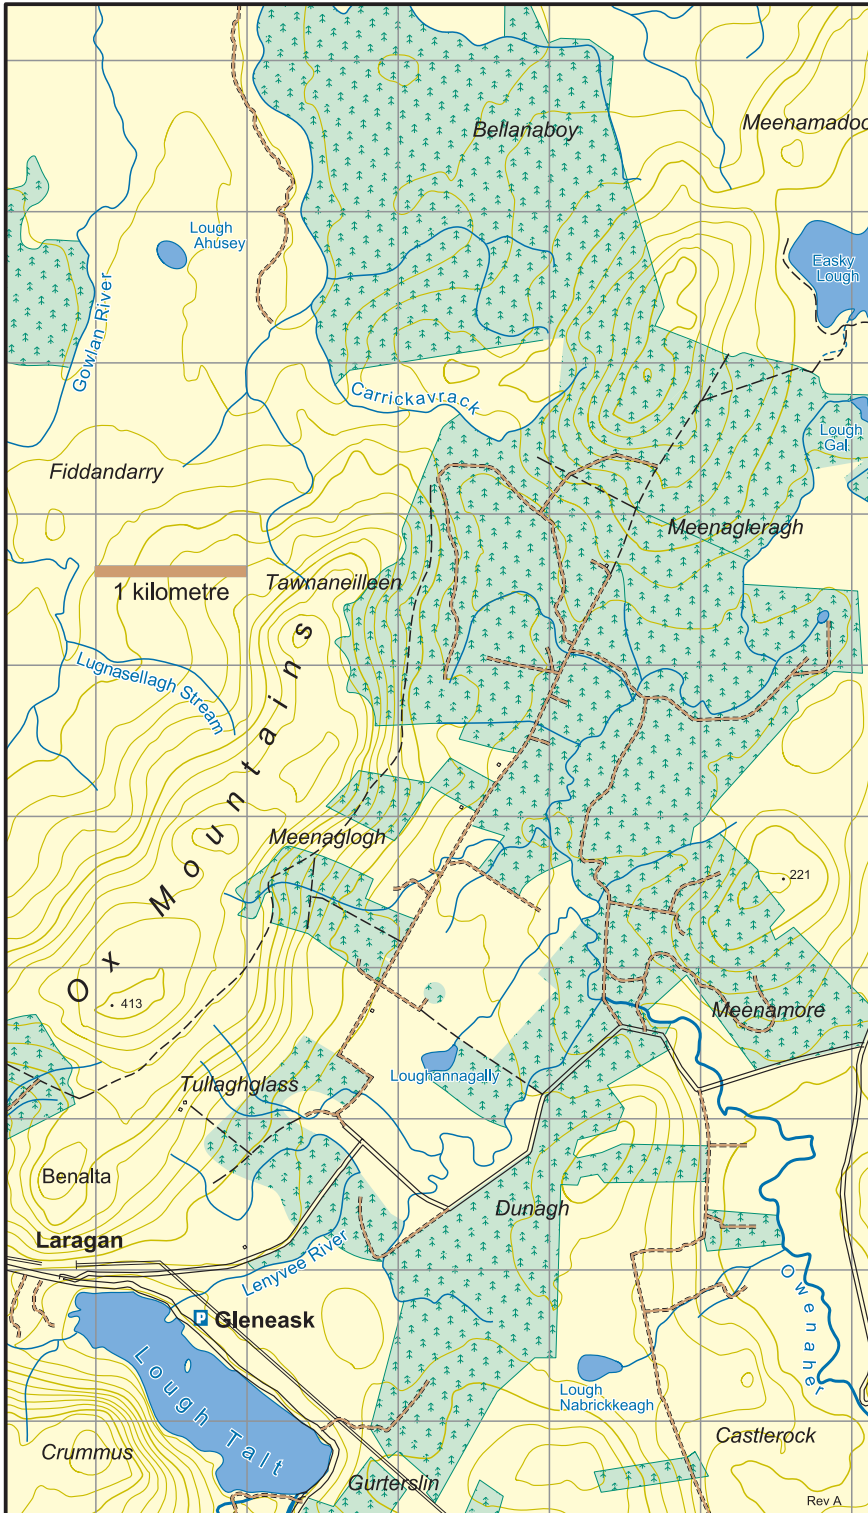 Bellanaboy
Meenamadoo
Lough
Ahusey
Easky
Lough
Gowlan River
Carrickavrack
Lough
Gal
Fiddandarry
Meenagleragh
1 kilometre
Tawnaneilleen
Lugnasellagh Stream
Ox Mountains
Meenaglogh
221
413
Meenamore
Loughannagally
Tullaghglass
Benalta
Dunagh
Laragan
Lenyvee River
Owenaher
P
Gleneask
Lough Talt
Lough
Nabrickkeagh
Castlerock
Crummus
Gurterslin
Rev A